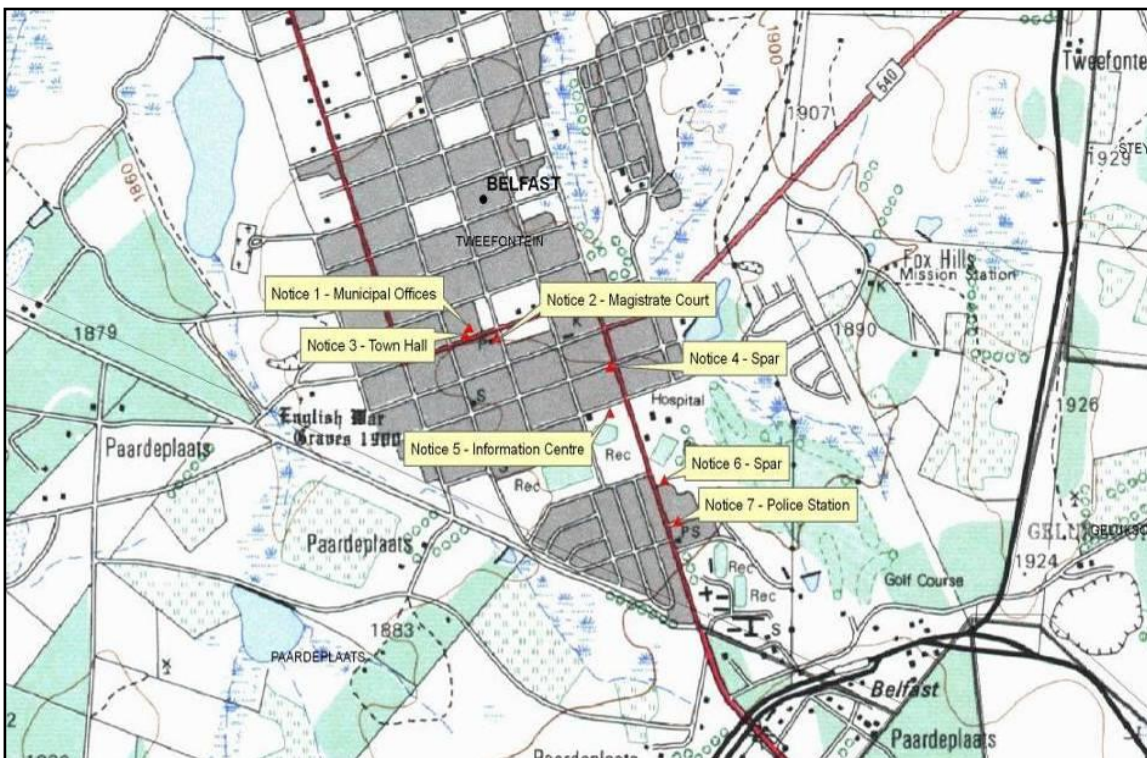 Tweefonte
540
1900
1907
STEY
1929
1860
BELFAST
TWEEFONTEIN
Fox Hills
Mission Station
K
Notice 1 - Municipal Offices
Notice 2 - Magistrate Court
1879
Notice 3 - Town Hall
P
K
1890
Notice 4 - Spar
S
Hospital
1926
English War
Graves 1900
Paardeplaats
Notice 5 - Information Centre
Rec
S
Rec
Notice 6 - Spar
Notice 7 - Police Station
PS
Paardeplaats
Rec
1924
Golf Course
Rec
1883
S
PAARDEPLAATS
Belfast
2
Paardeplaats